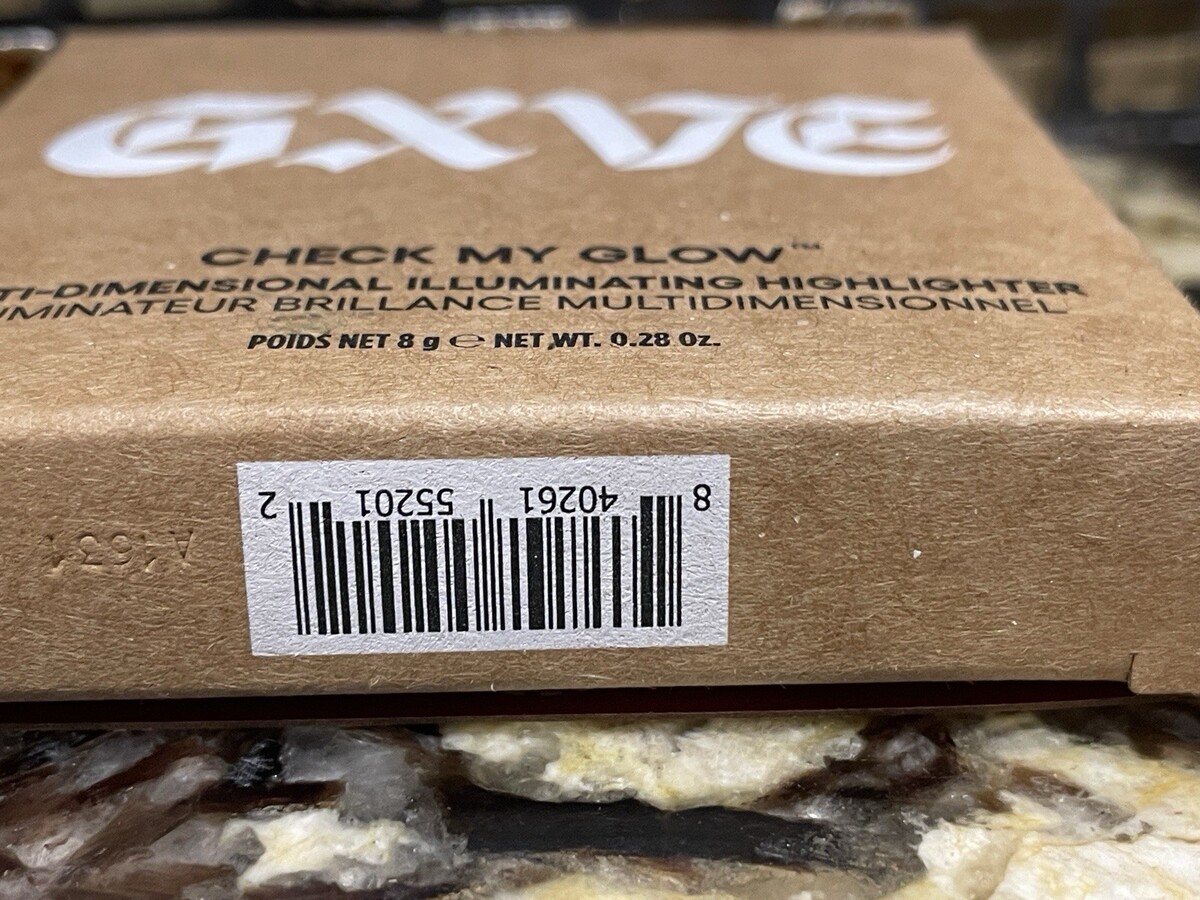 GXVE
CHECK MY GLOW™
TI-DIMENSIONAL ILLUMINATING HIGHLIGHTER
UMINATEUR BRILLANCE MULTIDIMENSIONNEL
POIDS NET 8 g ℮ NET WT. 0.28 Oz.
8 40261 55201 2